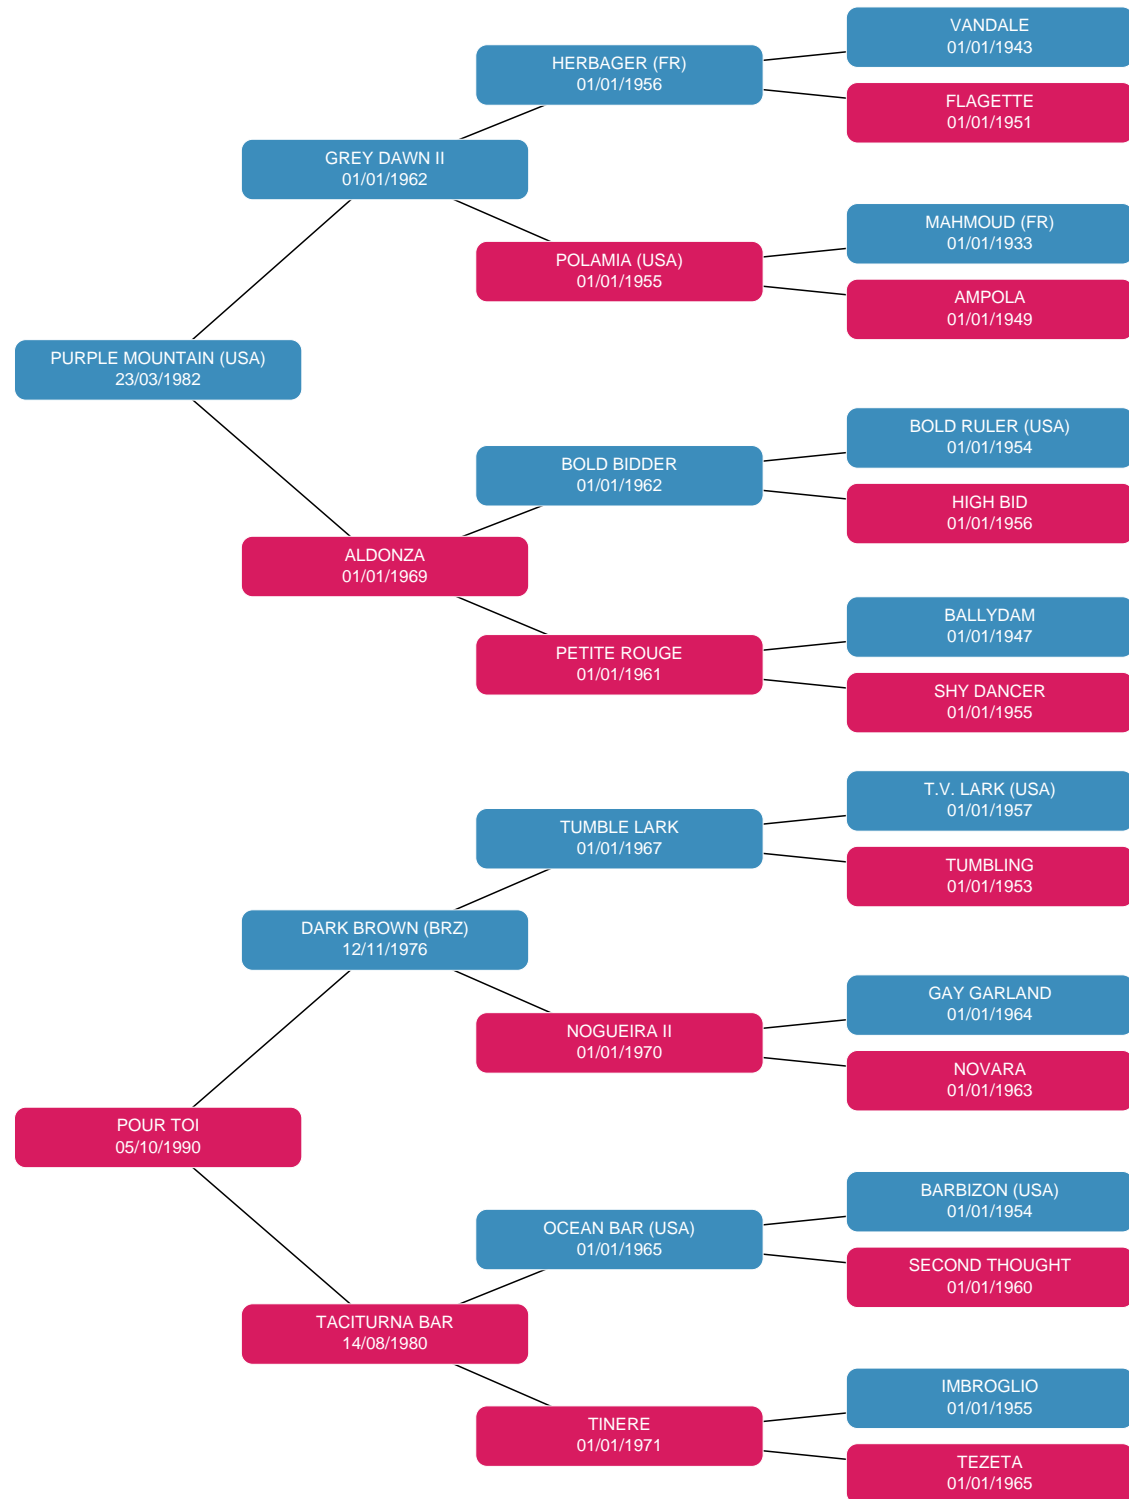 VANDALE
01/01/1943
HERBAGER (FR)
01/01/1956
FLAGETTE
01/01/1951
GREY DAWN II
01/01/1962
MAHMOUD (FR)
01/01/1933
POLAMIA (USA)
01/01/1955
AMPOLA
01/01/1949
PURPLE MOUNTAIN (USA)
23/03/1982
BOLD RULER (USA)
01/01/1954
BOLD BIDDER
01/01/1962
HIGH BID
01/01/1956
ALDONZA
01/01/1969
BALLYDAM
01/01/1947
PETITE ROUGE
01/01/1961
SHY DANCER
01/01/1955
T.V. LARK (USA)
01/01/1957
TUMBLE LARK
01/01/1967
TUMBLING
01/01/1953
DARK BROWN (BRZ)
12/11/1976
GAY GARLAND
01/01/1964
NOGUEIRA II
01/01/1970
NOVARA
01/01/1963
POUR TOI
05/10/1990
BARBIZON (USA)
01/01/1954
OCEAN BAR (USA)
01/01/1965
SECOND THOUGHT
01/01/1960
TACITURNA BAR
14/08/1980
IMBROGLIO
01/01/1955
TINERE
01/01/1971
TEZETA
01/01/1965